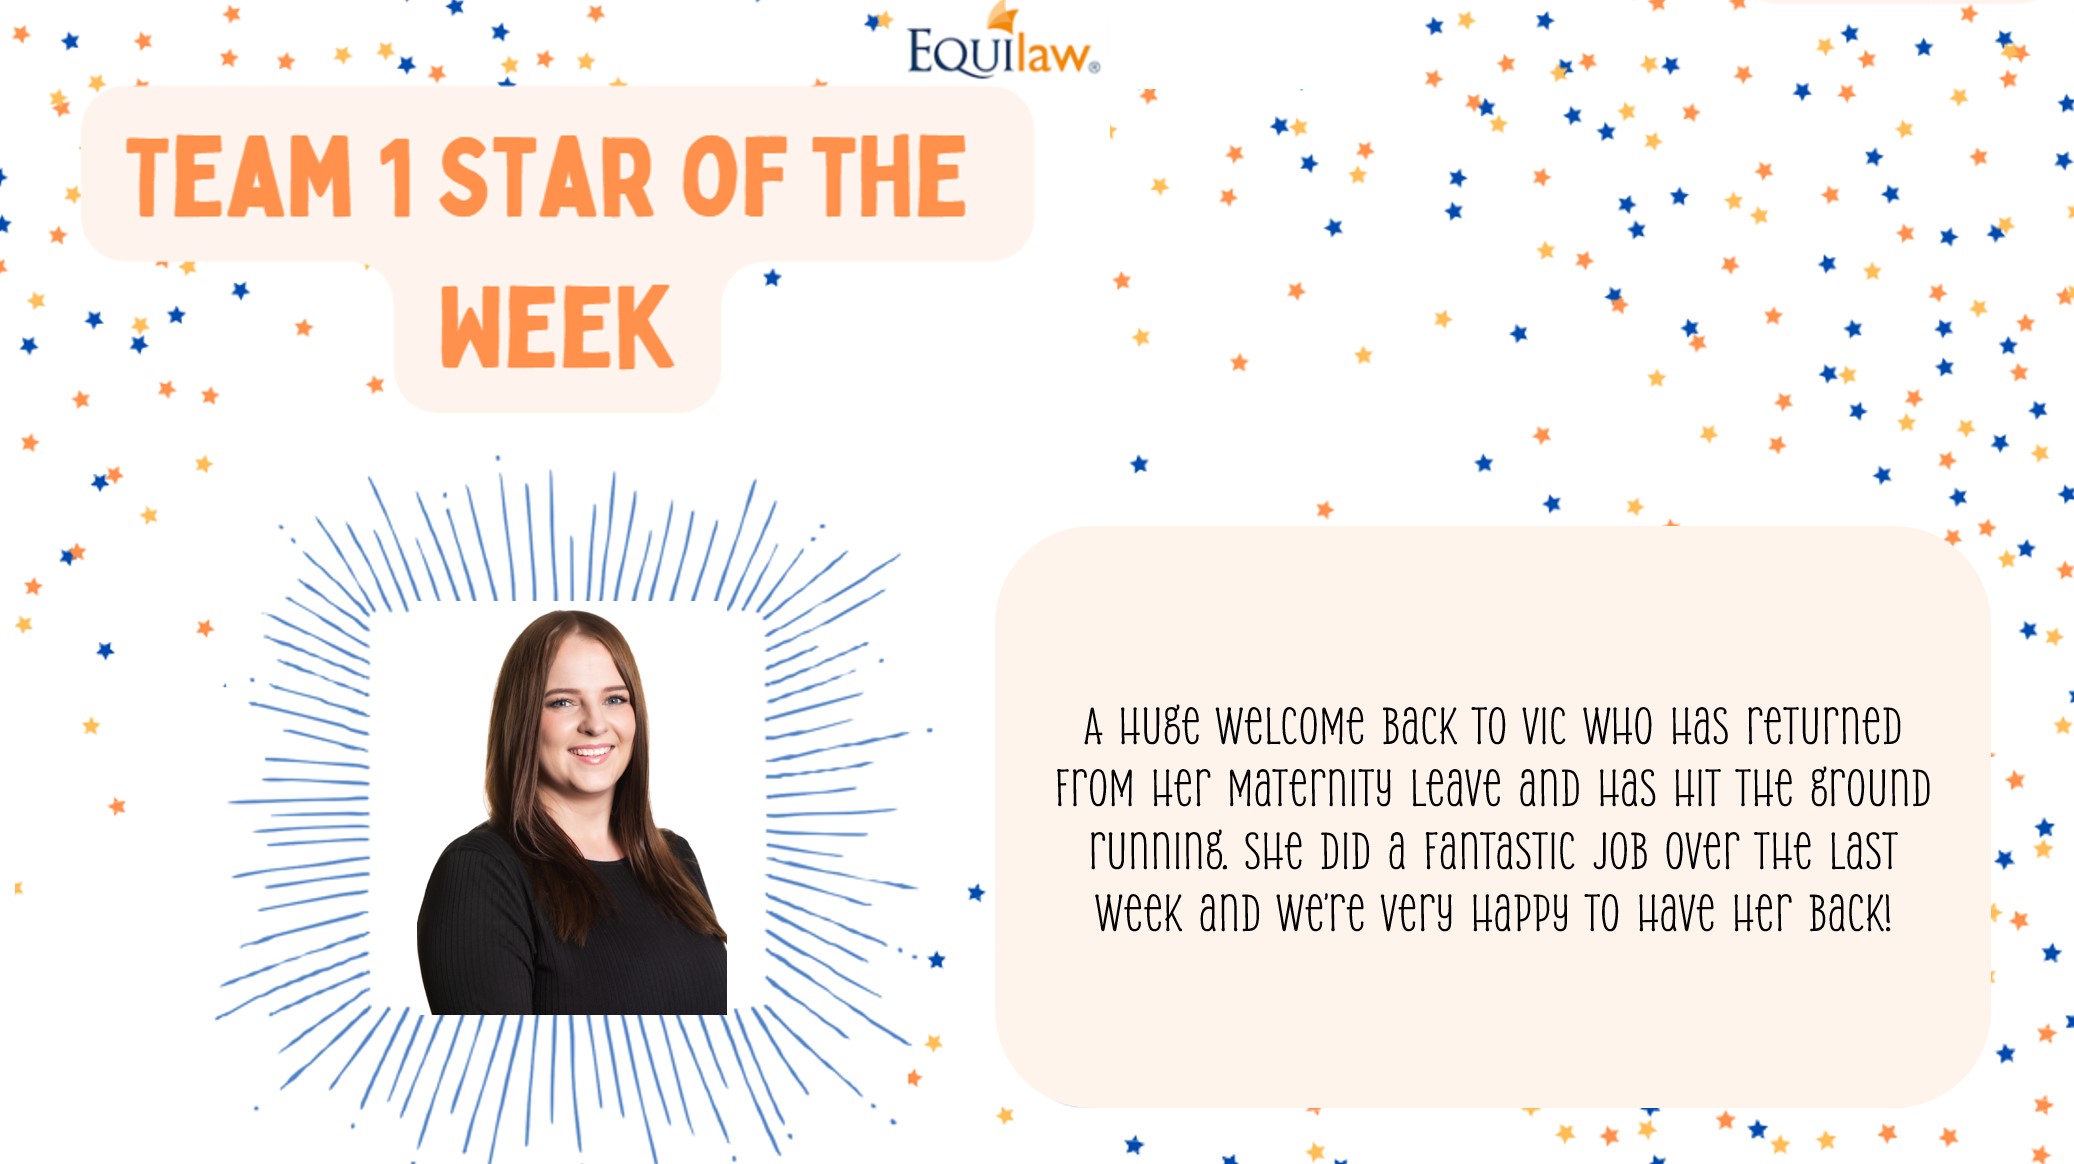 EQUIlaw®
TEAM 1 STAR OF THE
WEEK
A HUGE WELCOME BACK TO VIC WHO HAS RETURNED
FROM HER MATERNITY LEAVE AND HAS HIT THE GROUND
RUNNING. SHE DID A FANTASTIC JOB OVER THE LAST
WEEK AND WE'RE VERY HAPPY TO HAVE HER BACK!